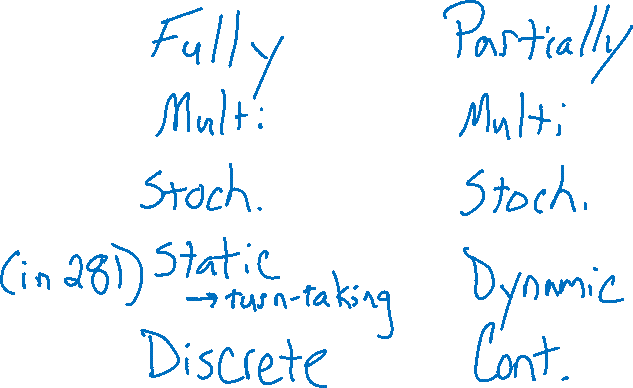 Fully Partially
Multi Multi
Stoch. Stoch.
(in 281) Static Dynamic
→ turn-taking
Discrete Cont.